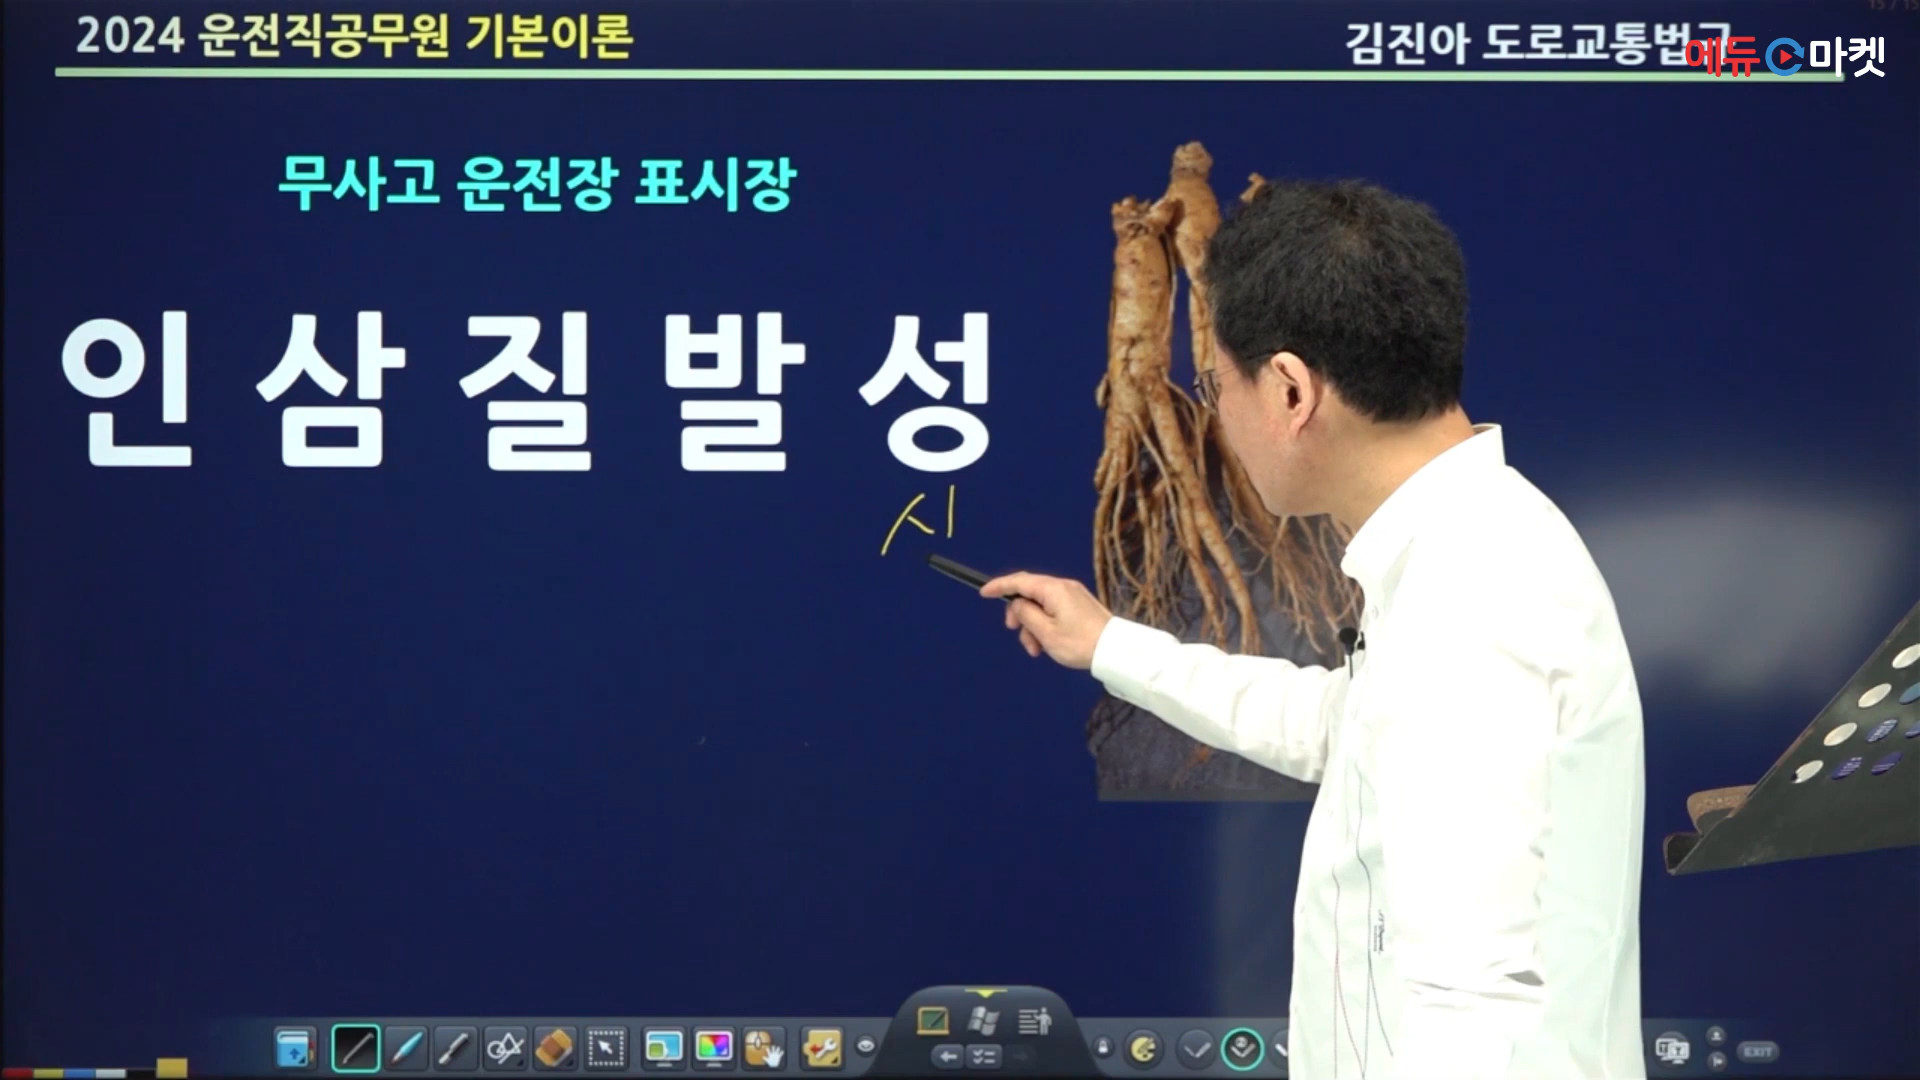 2024 운전직공무원 기본이론
김진아 도로교통법규
에듀 마켓
무사고 운전장 표시장
인 삼 질 발 성
시
EXIT